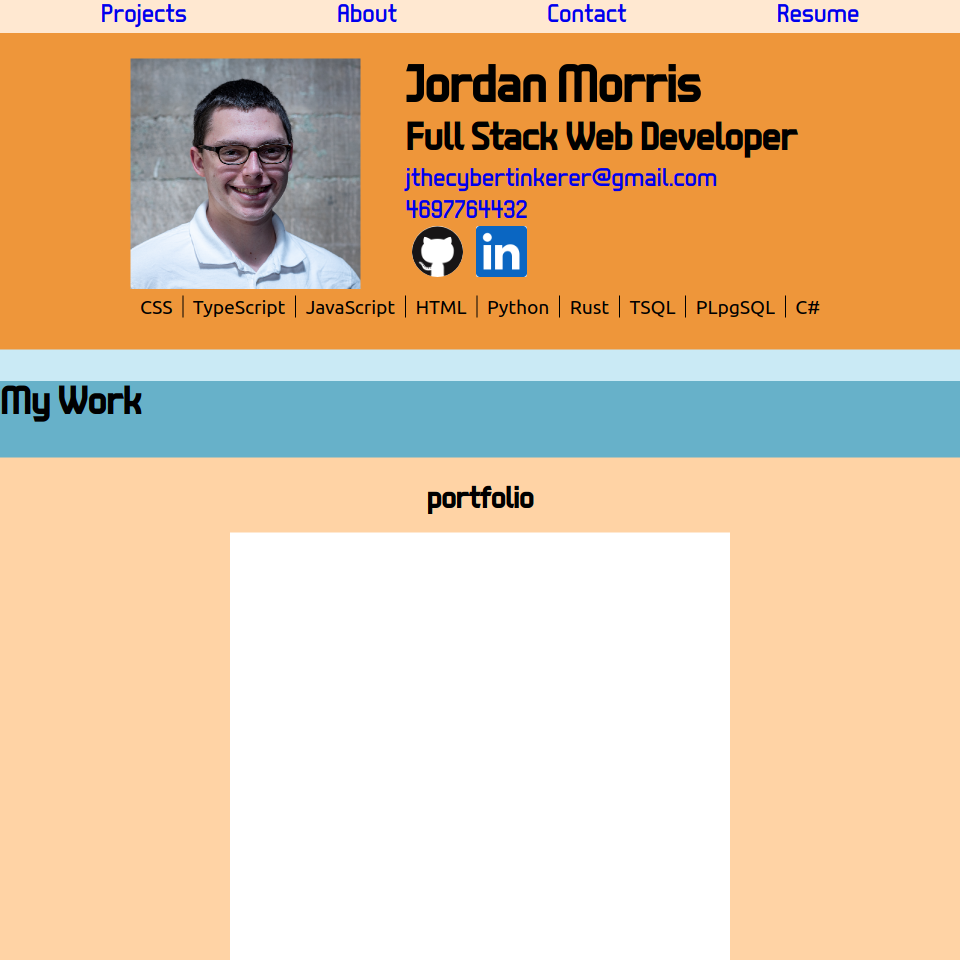 Projects About Contact Resume
Jordan Morris
Full Stack Web Developer
jthecybertinkerer@gmail.com
4697764432
in
CSS TypeScript JavaScript HTML Python Rust TSQL PLpgSQL C#
My Work
portfolio